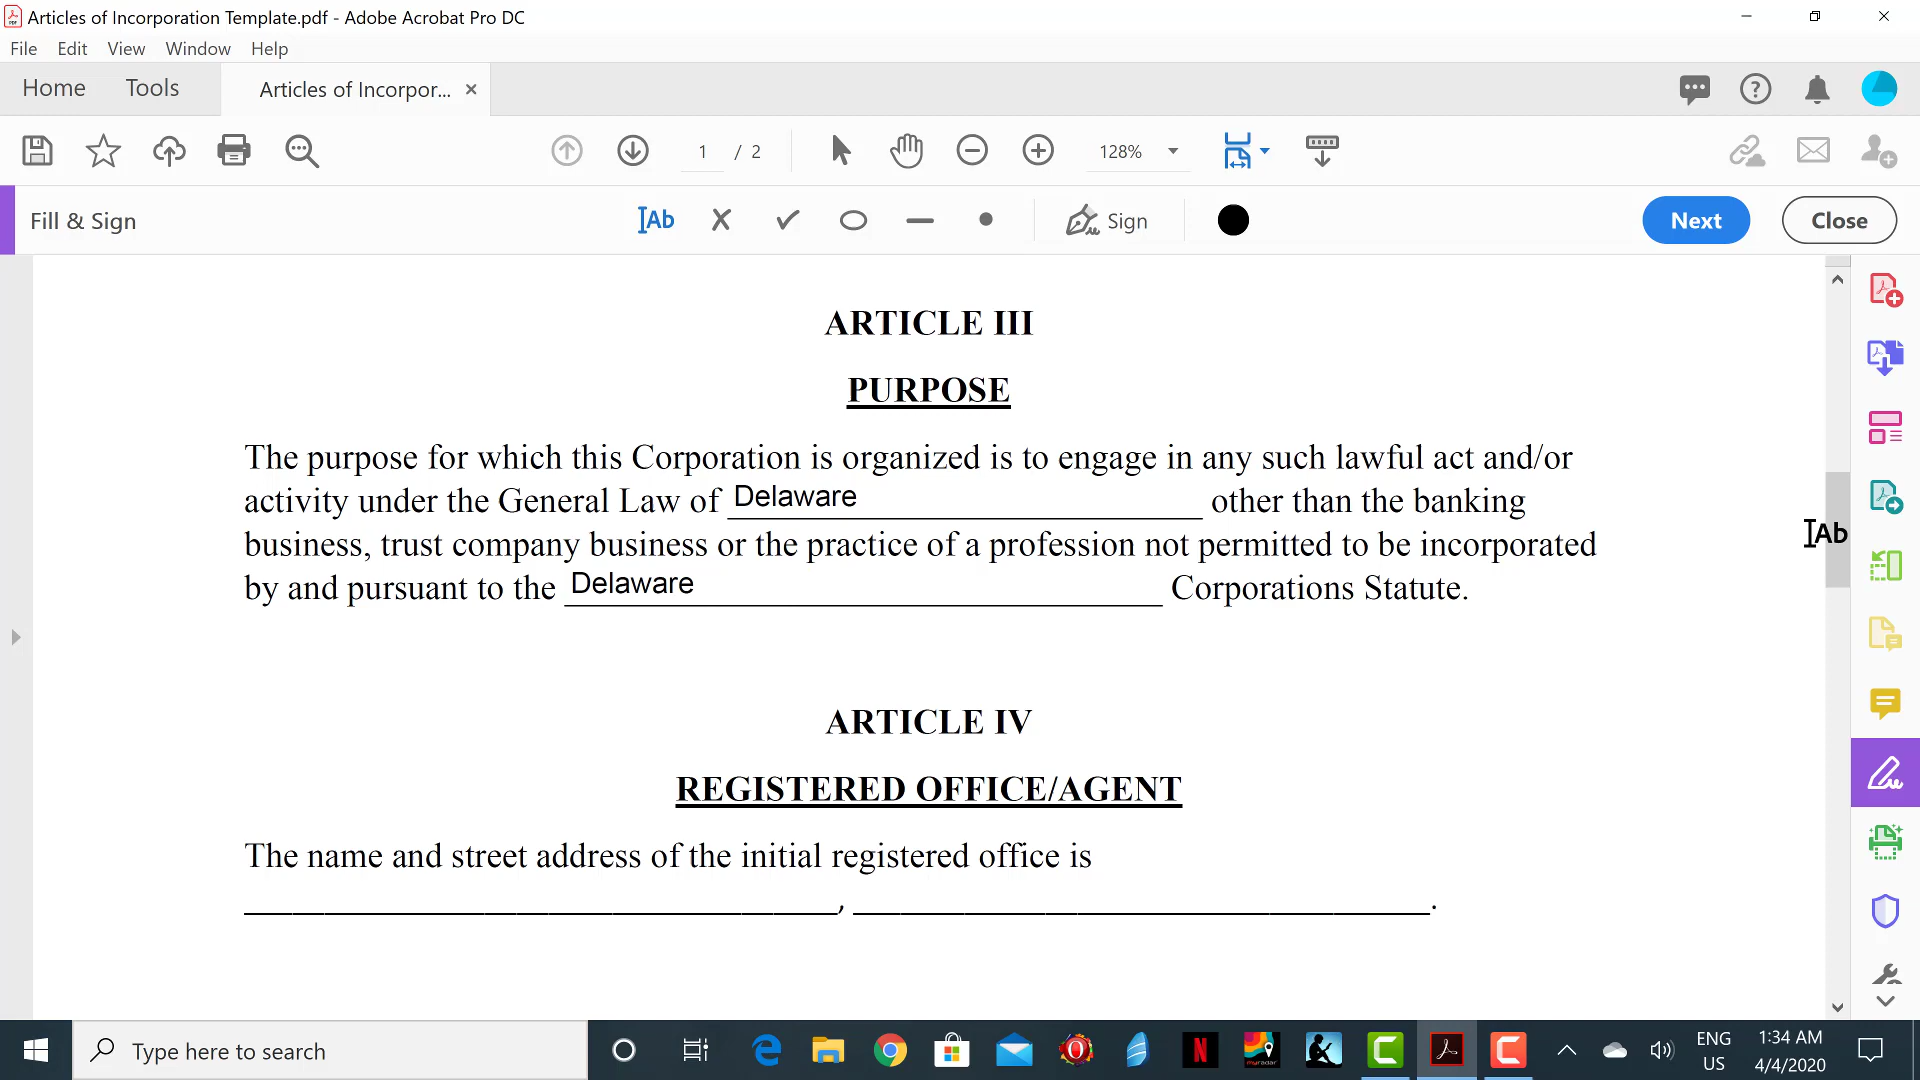 Articles of Incorporation Template.pdf - Adobe Acrobat Pro DC
File Edit View Window Help
Home Tools Articles of Incorpor... ×
1 / 2 128%
Fill & Sign Ab Sign Next Close
ARTICLE III
PURPOSE
The purpose for which this Corporation is organized is to engage in any such lawful act and/or
activity under the General Law of Delaware other than the banking
business, trust company business or the practice of a profession not permitted to be incorporated
Ab
by and pursuant to the Delaware Corporations Statute.
ARTICLE IV
REGISTERED OFFICE/AGENT
The name and street address of the initial registered office is
, .
Type here to search
myradar
ENG
US
1:34 AM
4/4/2020